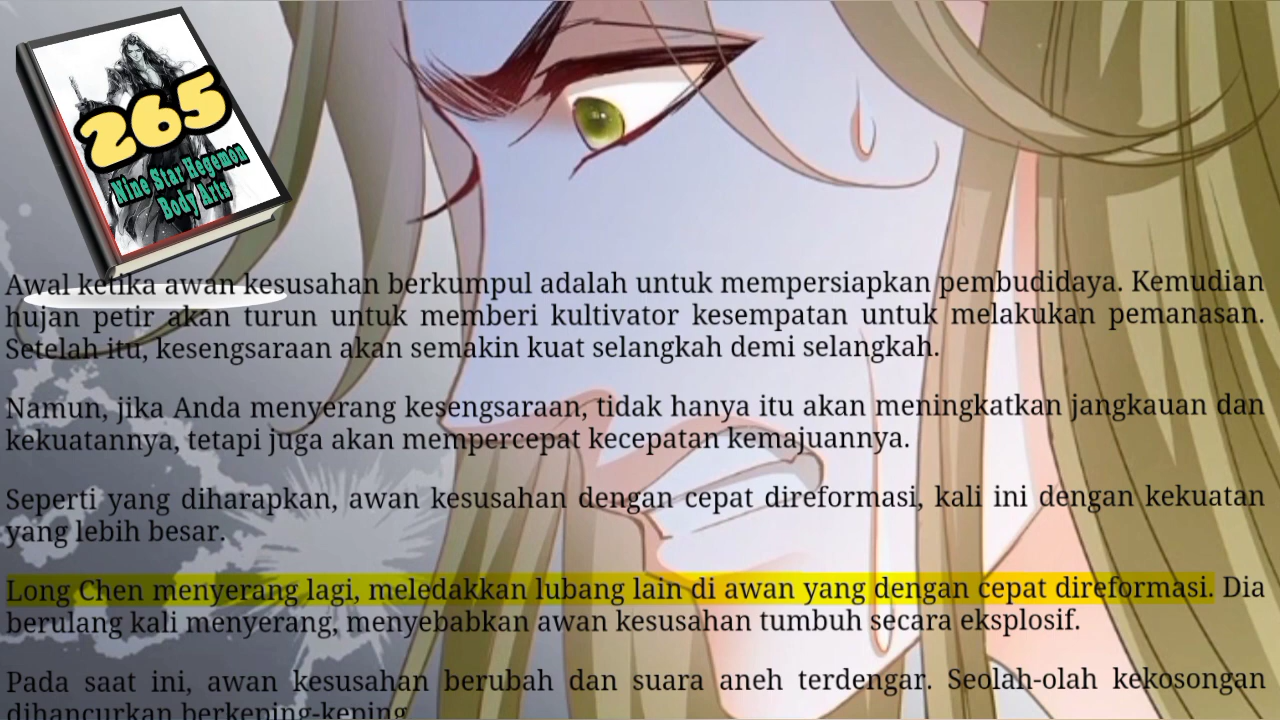 265
Nine Star Hegemon
Body Arts
Awal ketika awan kesusahan berkumpul adalah untuk mempersiapkan pembudidaya. Kemudian
hujan petir akan turun untuk memberi kultivator kesempatan untuk melakukan pemanasan.
Setelah itu, kesengsaraan akan semakin kuat selangkah demi selangkah.
Namun, jika Anda menyerang kesengsaraan, tidak hanya itu akan meningkatkan jangkauan dan
kekuatannya, tetapi juga akan mempercepat kecepatan kemajuannya.
Seperti yang diharapkan, awan kesusahan dengan cepat direformasi, kali ini dengan kekuatan
yang lebih besar.
Long Chen menyerang lagi, meledakkan lubang lain di awan yang dengan cepat direformasi. Dia
berulang kali menyerang, menyebabkan awan kesusahan tumbuh secara eksplosif.
Pada saat ini, awan kesusahan berubah dan suara aneh terdengar. Seolah-olah kekosongan
dihancurkan berkeping-keping